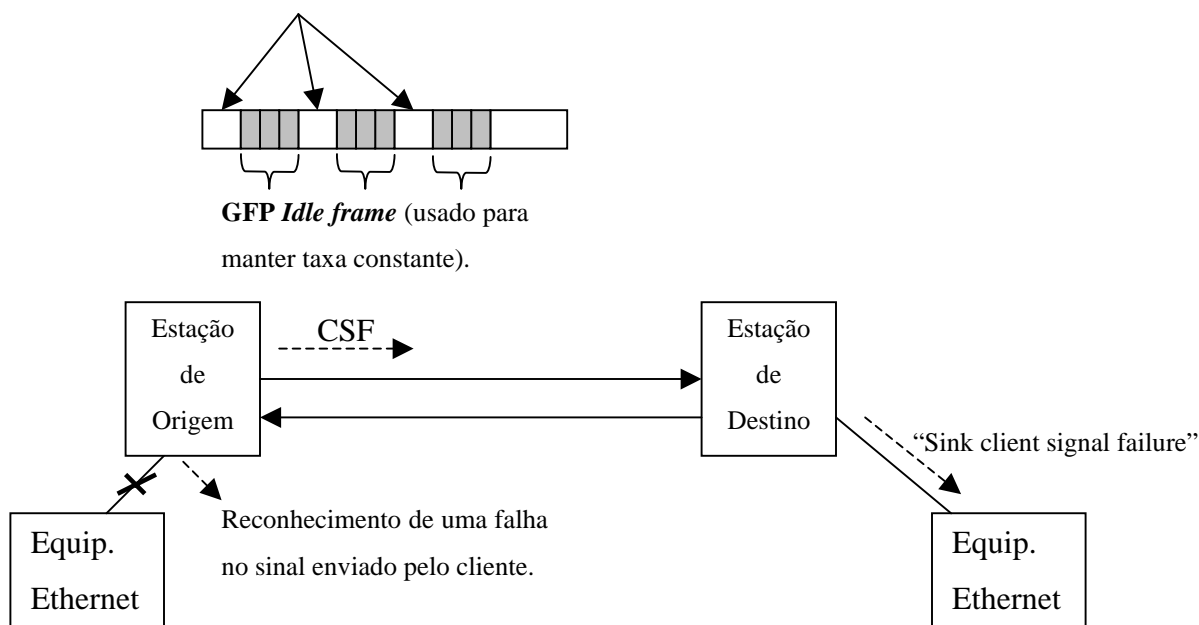 GFP Idle frame (usado para
manter taxa constante).
Estação
de
Origem
CSF
Estação
de
Destino
“Sink client signal failure”
Reconhecimento de uma falha
no sinal enviado pelo cliente.
Equip.
Ethernet
Equip.
Ethernet